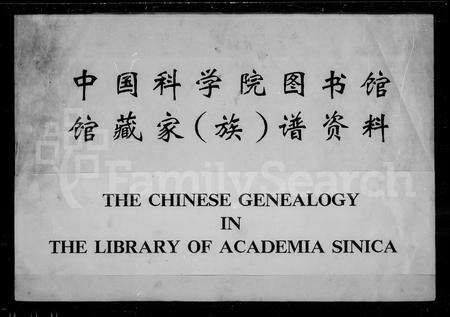 中国科学院图书馆
馆藏家(族)谱资料
FamilySearch
THE CHINESE GENEALOGY
IN
THE LIBRARY OF ACADEMIA SINICA